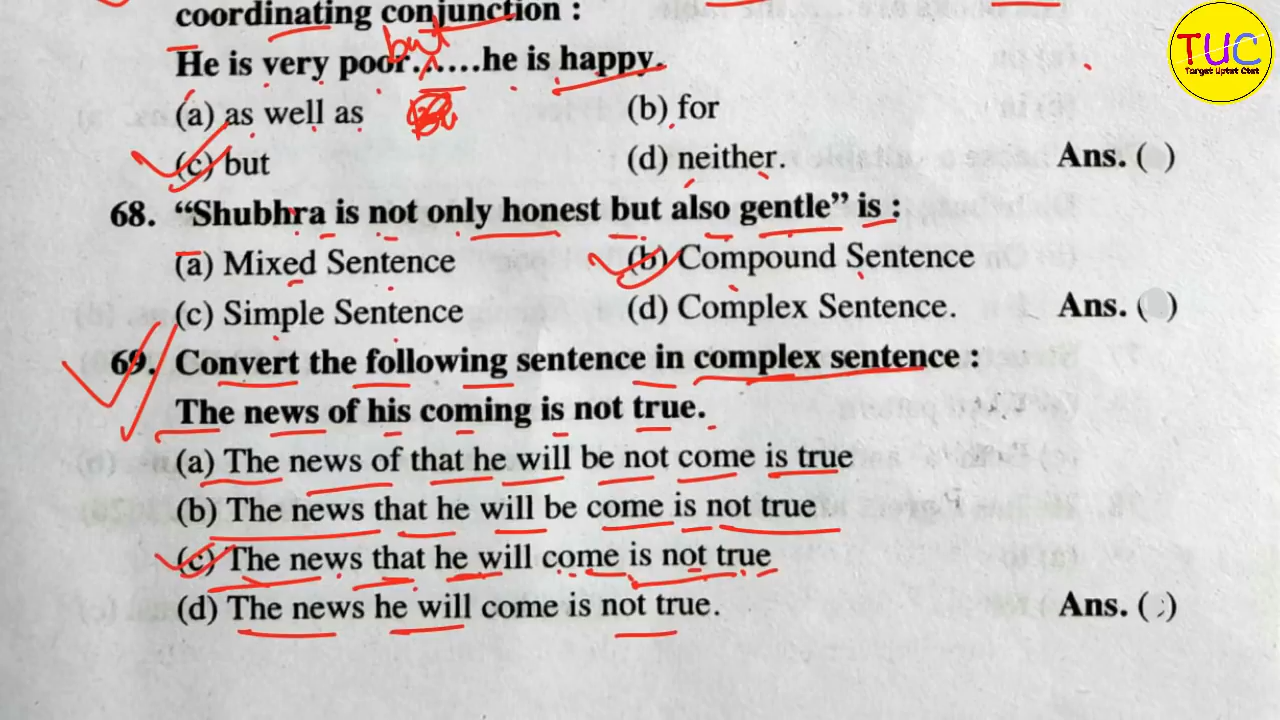 coordinating conjunction :
but
He is very poor.......he is happy.
(a) as well as (b) for
(c) but (d) neither. Ans. ( )
68. “Shubhra is not only honest but also gentle” is :
(a) Mixed Sentence (b) Compound Sentence
(c) Simple Sentence (d) Complex Sentence. Ans. ( )
69. Convert the following sentence in complex sentence :
The news of his coming is not true.
(a) The news of that he will be not come is true
(b) The news that he will be come is not true
(c) The news that he will come is not true
(d) The news he will come is not true. Ans. ( )
TUC
Target Uptet Ctet